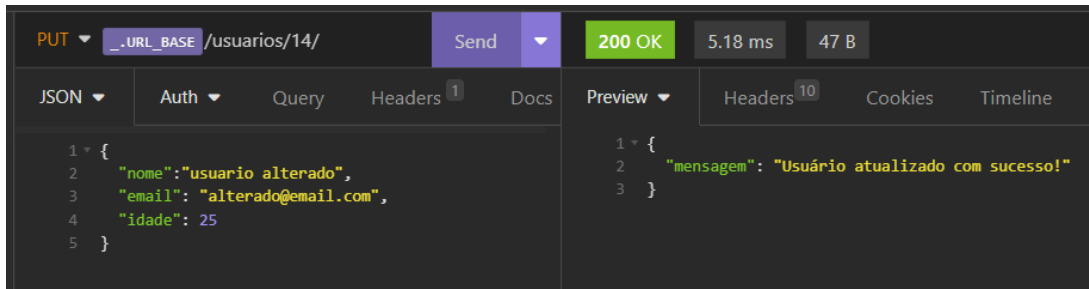 PUT _.URL_BASE /usuarios/14/ Send 200 OK 5.18 ms 47 B
JSON Auth Query Headers 1 Docs Preview Headers 10 Cookies Timeline
1 {
2 "nome":"usuario alterado",
3 "email": "alterado@email.com",
4 "idade": 25
5 }
1 {
2 "mensagem": "Usuário atualizado com sucesso!"
3 }